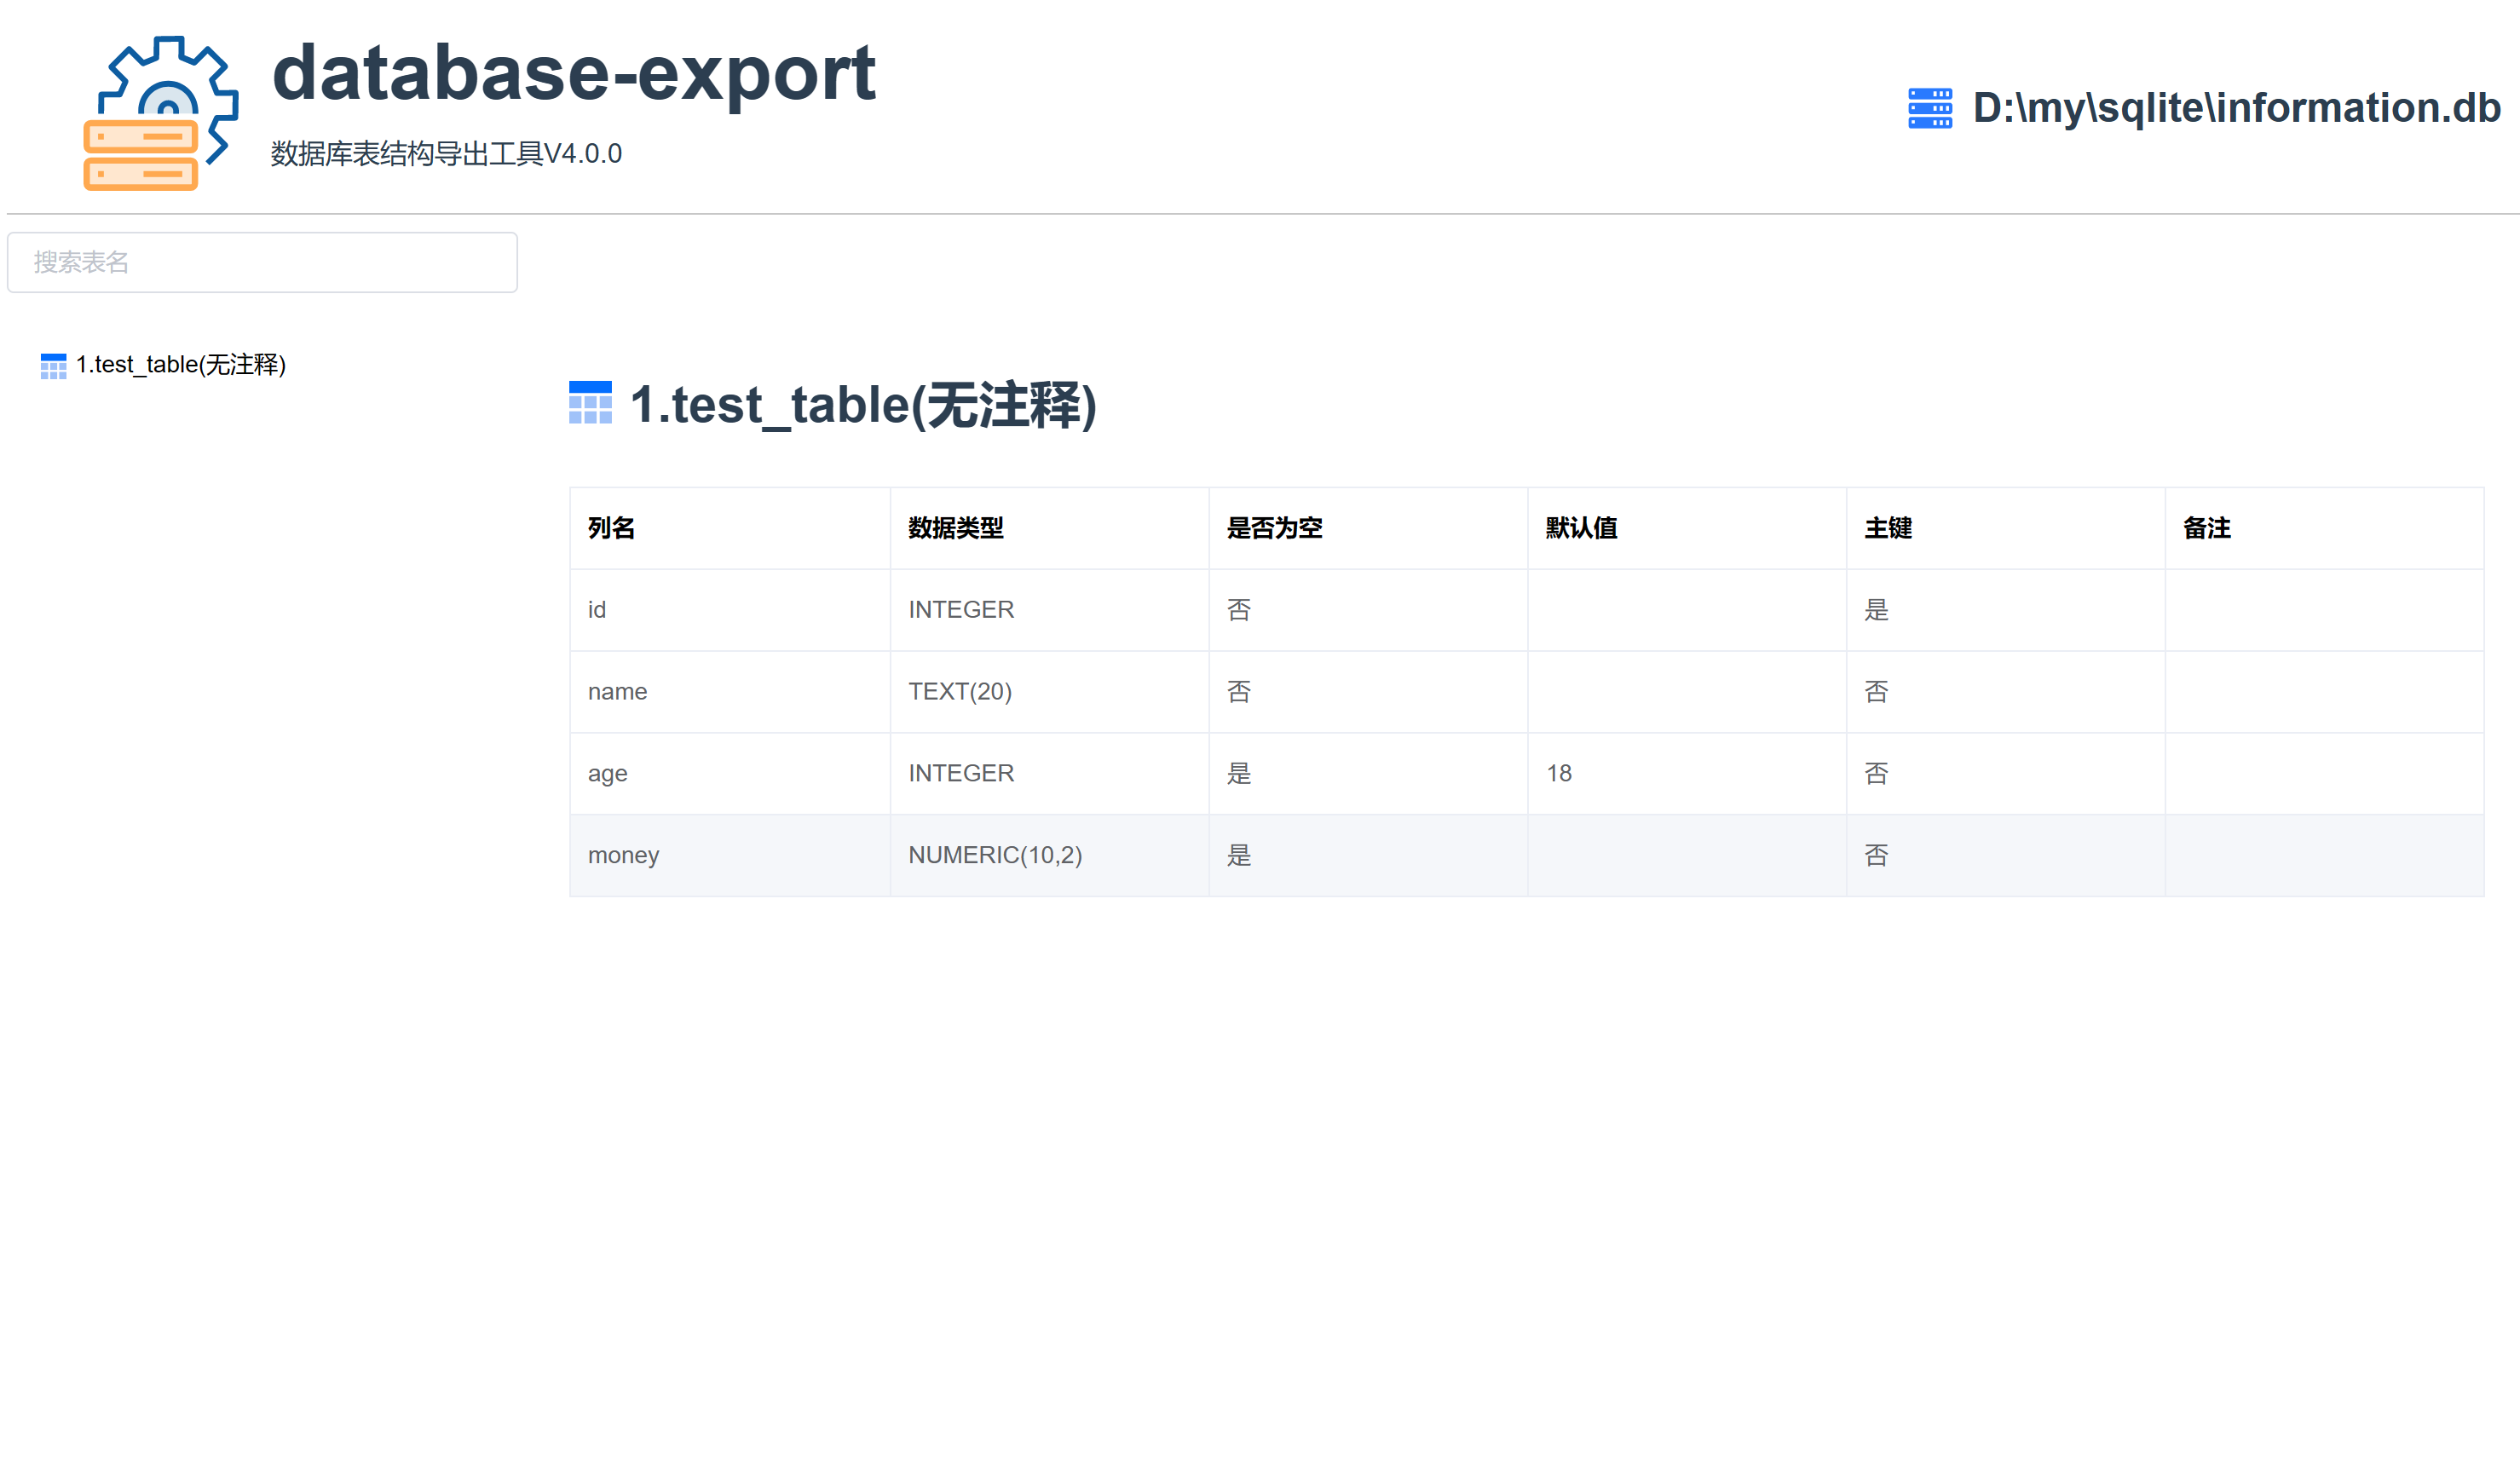 database-export
数据库表结构导出工具V4.0.0
D:\my\sqlite\information.db
搜索表名
1.test_table(无注释)
1.test_table(无注释)
列名 数据类型 是否为空 默认值 主键 备注
id INTEGER 否 是
name TEXT(20) 否 否
age INTEGER 是 18 否
money NUMERIC(10,2) 是 否